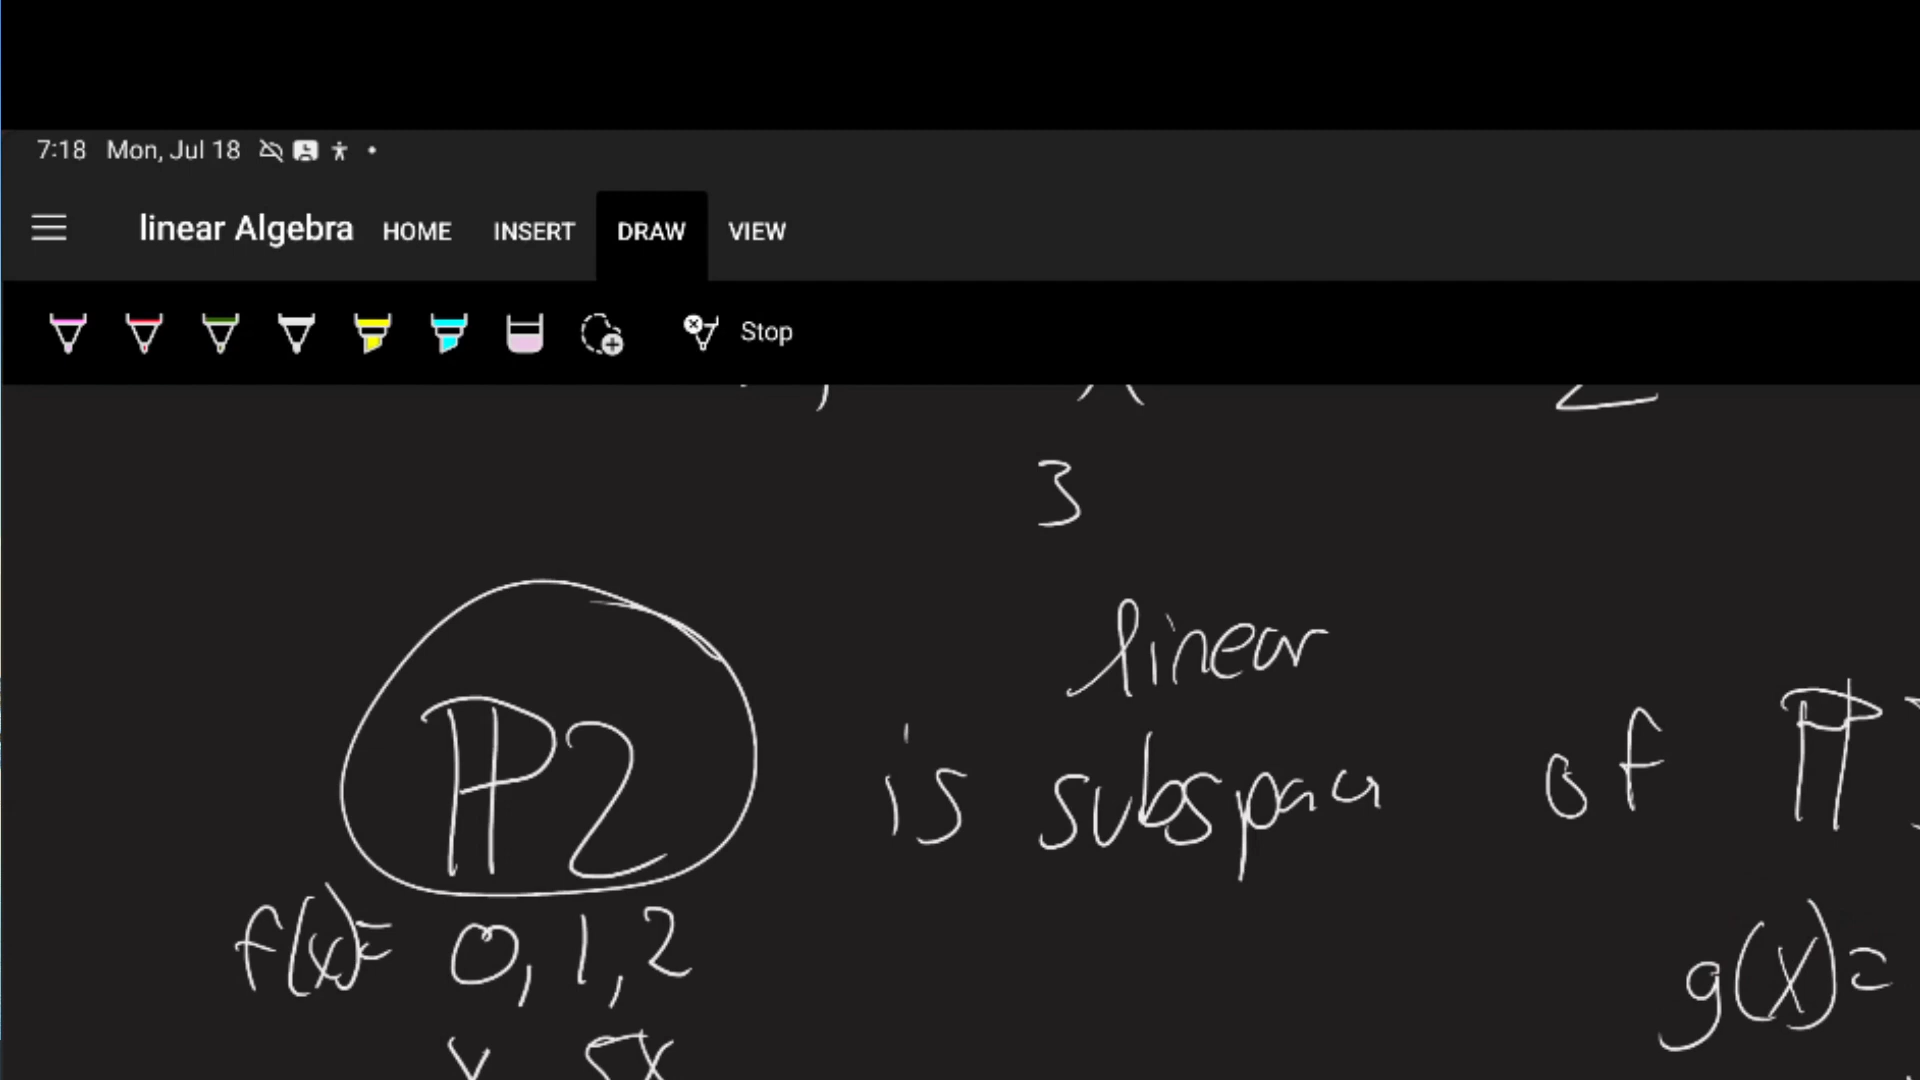 7:18 Mon, Jul 18
linear Algebra HOME INSERT DRAW VIEW
Stop
3
linear
ℙ2 is subspace of ℙ
f(x)= 0, 1, 2
g(x)=
x 5x